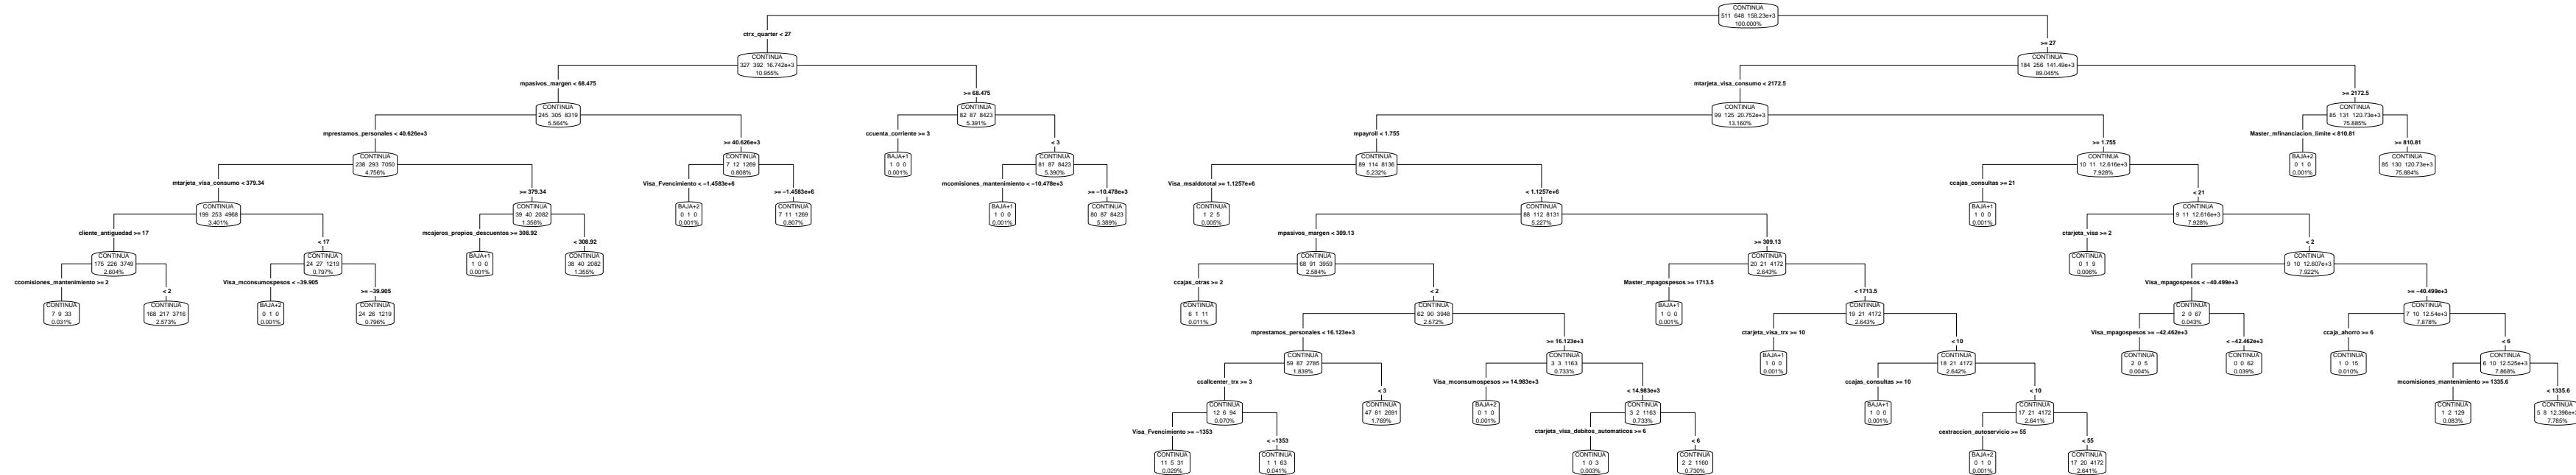 CONTINUA
511 648 158.23e+3
100.000%
ctrx_quarter < 27
>= 27
CONTINUA
327 392 16.742e+3
10.955%
CONTINUA
184 256 141.49e+3
89.045%
mpasivos_margen < 68.475
>= 68.475
mtarjeta_visa_consumo < 2172.5
>= 2172.5
CONTINUA
245 305 8319
5.564%
CONTINUA
82 87 8423
5.391%
CONTINUA
99 125 20.752e+3
13.160%
CONTINUA
85 131 120.73e+3
75.885%
mprestamos_personales < 40.626e+3
>= 40.626e+3
ccuenta_corriente >= 3
< 3
mpayroll < 1.755
>= 1.755
Master_mfinanciacion_limite < 810.81
>= 810.81
CONTINUA
238 293 7050
4.756%
CONTINUA
7 12 1269
0.808%
BAJA+1
1 0 0
0.001%
CONTINUA
81 87 8423
5.390%
CONTINUA
89 114 8136
5.232%
CONTINUA
10 11 12.616e+3
7.928%
BAJA+2
0 1 0
0.001%
CONTINUA
85 130 120.73e+3
75.884%
mtarjeta_visa_consumo < 379.34
>= 379.34
Visa_Fvencimiento < −1.4583e+6
>= −1.4583e+6
mcomisiones_mantenimiento < −10.478e+3
>= −10.478e+3
Visa_msaldototal >= 1.1257e+6
< 1.1257e+6
ccajas_consultas >= 21
< 21
CONTINUA
199 253 4968
3.401%
CONTINUA
39 40 2082
1.356%
BAJA+2
0 1 0
0.001%
CONTINUA
7 11 1269
0.807%
BAJA+1
1 0 0
0.001%
CONTINUA
80 87 8423
5.389%
CONTINUA
1 2 5
0.005%
CONTINUA
88 112 8131
5.227%
BAJA+1
1 0 0
0.001%
CONTINUA
9 11 12.616e+3
7.928%
cliente_antiguedad >= 17
< 17
mcajeros_propios_descuentos >= 308.92
< 308.92
mpasivos_margen < 309.13
>= 309.13
ctarjeta_visa >= 2
< 2
CONTINUA
175 226 3749
2.604%
CONTINUA
24 27 1219
0.797%
BAJA+1
1 0 0
0.001%
CONTINUA
38 40 2082
1.355%
CONTINUA
68 91 3959
2.584%
CONTINUA
20 21 4172
2.643%
CONTINUA
0 1 9
0.006%
CONTINUA
9 10 12.607e+3
7.922%
ccomisiones_mantenimiento >= 2
< 2
Visa_mconsumospesos < −39.905
>= −39.905
ccajas_otras >= 2
< 2
Master_mpagospesos >= 1713.5
< 1713.5
Visa_mpagospesos < −40.499e+3
>= −40.499e+3
CONTINUA
7 9 33
0.031%
CONTINUA
168 217 3716
2.573%
BAJA+2
0 1 0
0.001%
CONTINUA
24 26 1219
0.796%
CONTINUA
6 1 11
0.011%
CONTINUA
62 90 3948
2.572%
BAJA+1
1 0 0
0.001%
CONTINUA
19 21 4172
2.643%
CONTINUA
2 0 67
0.043%
CONTINUA
7 10 12.54e+3
7.878%
mprestamos_personales < 16.123e+3
>= 16.123e+3
ctarjeta_visa_trx >= 10
< 10
Visa_mpagospesos >= −42.462e+3
< −42.462e+3
ccaja_ahorro >= 6
< 6
CONTINUA
59 87 2785
1.839%
CONTINUA
3 3 1163
0.733%
BAJA+1
1 0 0
0.001%
CONTINUA
18 21 4172
2.642%
CONTINUA
2 0 5
0.004%
CONTINUA
0 0 62
0.039%
CONTINUA
1 0 15
0.010%
CONTINUA
6 10 12.525e+3
7.868%
ccallcenter_trx >= 3
< 3
Visa_mconsumospesos >= 14.983e+3
< 14.983e+3
ccajas_consultas >= 10
< 10
mcomisiones_mantenimiento >= 1335.6
< 1335.6
CONTINUA
12 6 94
0.070%
CONTINUA
47 81 2691
1.769%
BAJA+2
0 1 0
0.001%
CONTINUA
3 2 1163
0.733%
BAJA+1
1 0 0
0.001%
CONTINUA
17 21 4172
2.641%
CONTINUA
1 2 129
0.083%
CONTINUA
5 8 12.396e+3
7.785%
Visa_Fvencimiento >= −1353
< −1353
ctarjeta_visa_debitos_automaticos >= 6
< 6
cextraccion_autoservicio >= 55
< 55
CONTINUA
11 5 31
0.029%
CONTINUA
1 1 63
0.041%
CONTINUA
1 0 3
0.003%
CONTINUA
2 2 1160
0.730%
BAJA+2
0 1 0
0.001%
CONTINUA
17 20 4172
2.641%